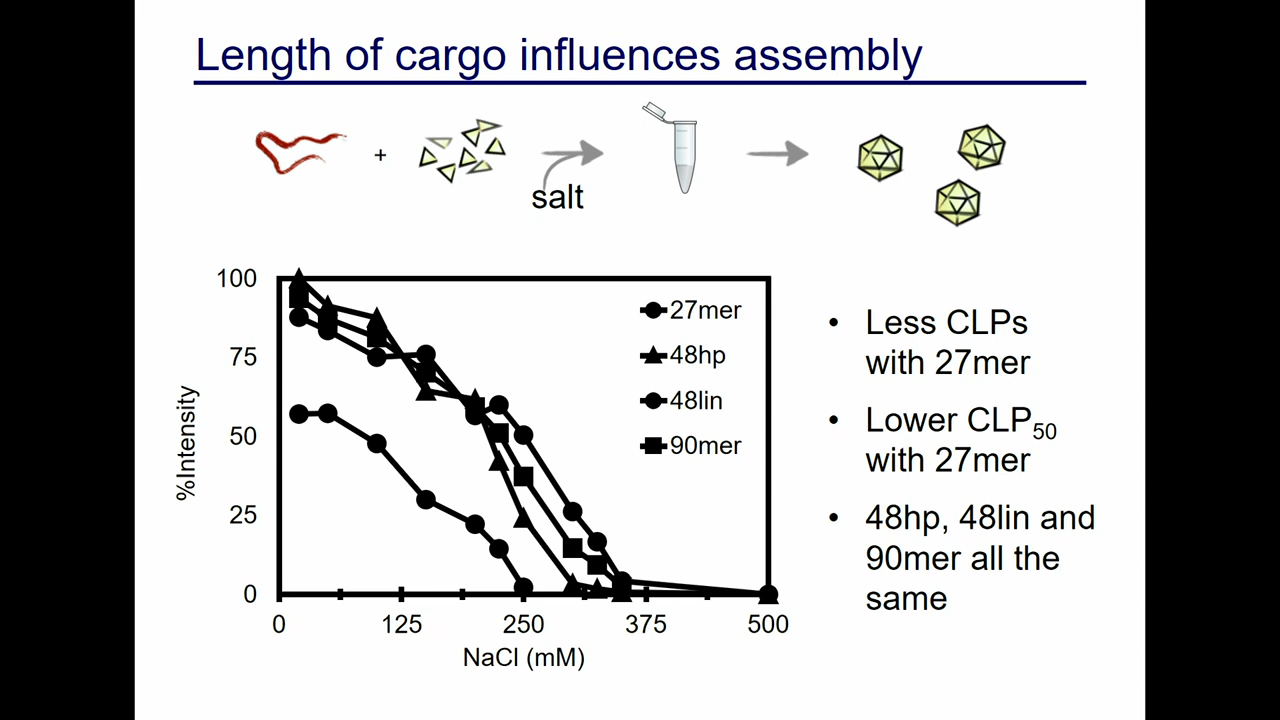 Length of cargo influences assembly
+
salt
100
75
50
25
0
%Intensity
0 125 250 375 500
NaCl (mM)
27mer
48hp
48lin
90mer
• Less CLPs
with 27mer
• Lower CLP50
with 27mer
• 48hp, 48lin and
90mer all the
same